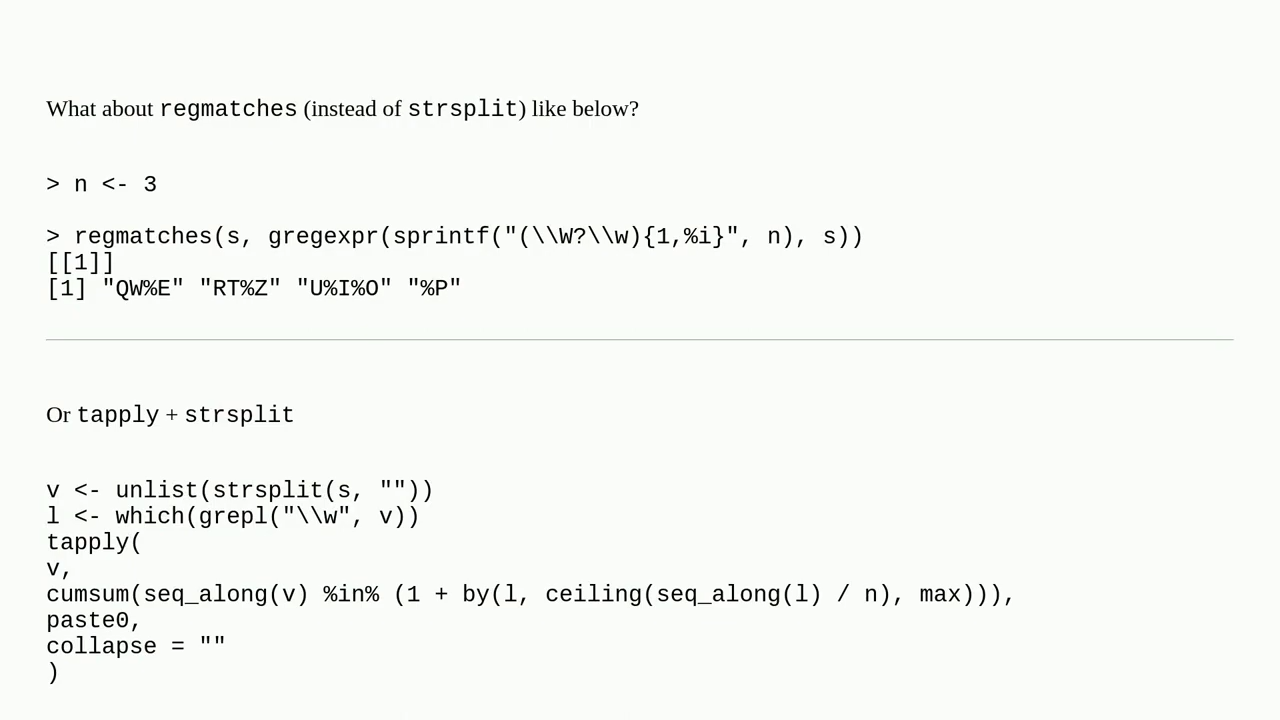 What about regmatches (instead of strsplit) like below?
> n <- 3
> regmatches(s, gregexpr(sprintf("(\\W?\\w){1,%i}", n), s))
[[1]]
[1] "QW%E" "RT%Z" "U%I%O" "%P"
Or tapply + strsplit
v <- unlist(strsplit(s, ""))
l <- which(grepl("\\w", v))
tapply(
v,
cumsum(seq_along(v) %in% (1 + by(l, ceiling(seq_along(l) / n), max))),
paste0,
collapse = ""
)